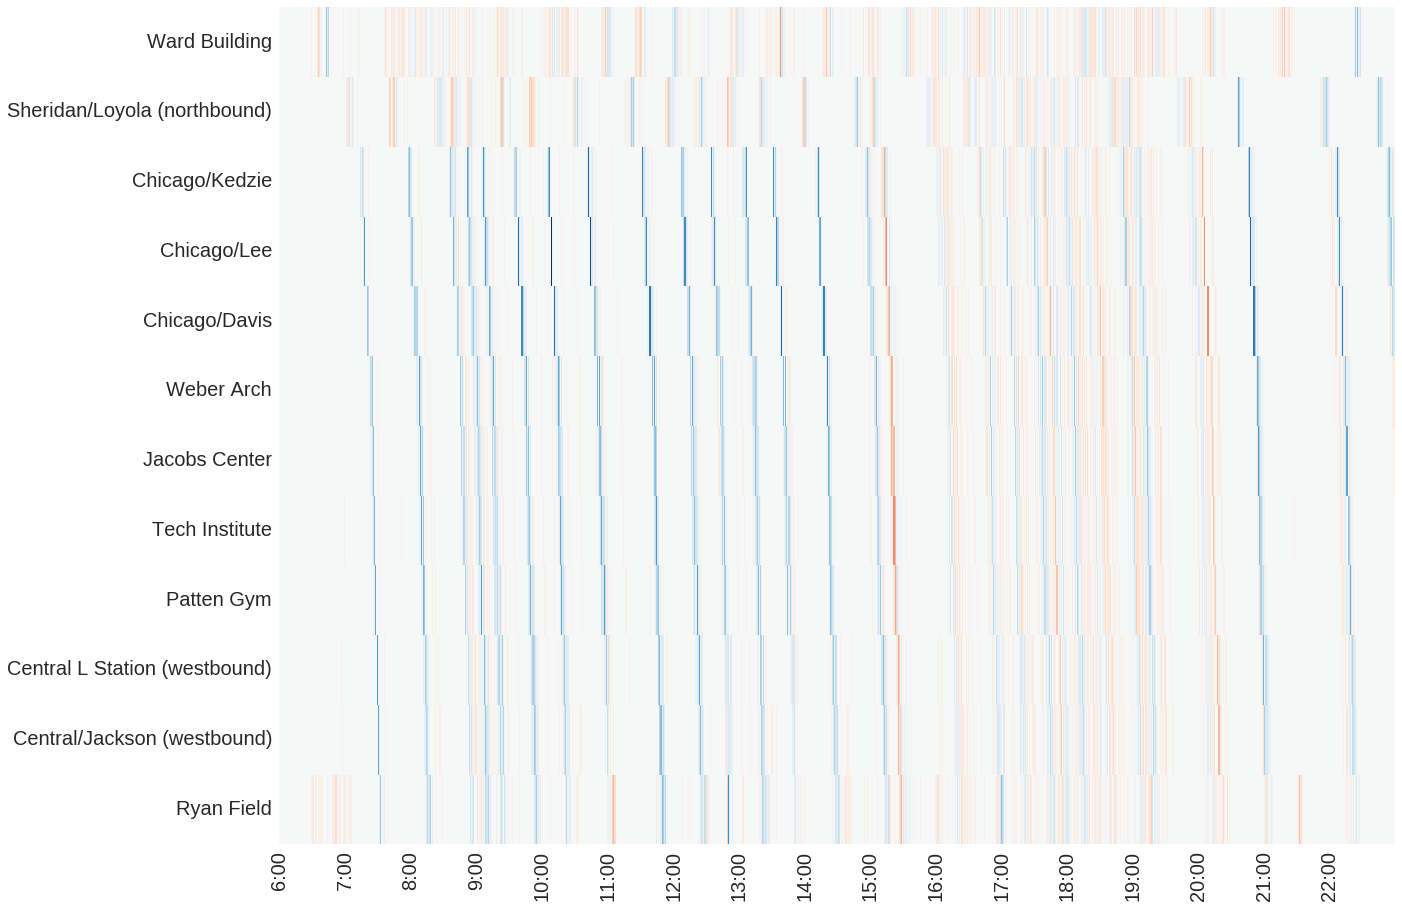 Ward Building
Sheridan/Loyola (northbound)
Chicago/Kedzie
Chicago/Lee
Chicago/Davis
Weber Arch
Jacobs Center
Tech Institute
Patten Gym
Central L Station (westbound)
Central/Jackson (westbound)
Ryan Field
6:00 7:00 8:00 9:00 10:00 11:00 12:00 13:00 14:00 15:00 16:00 17:00 18:00 19:00 20:00 21:00 22:00